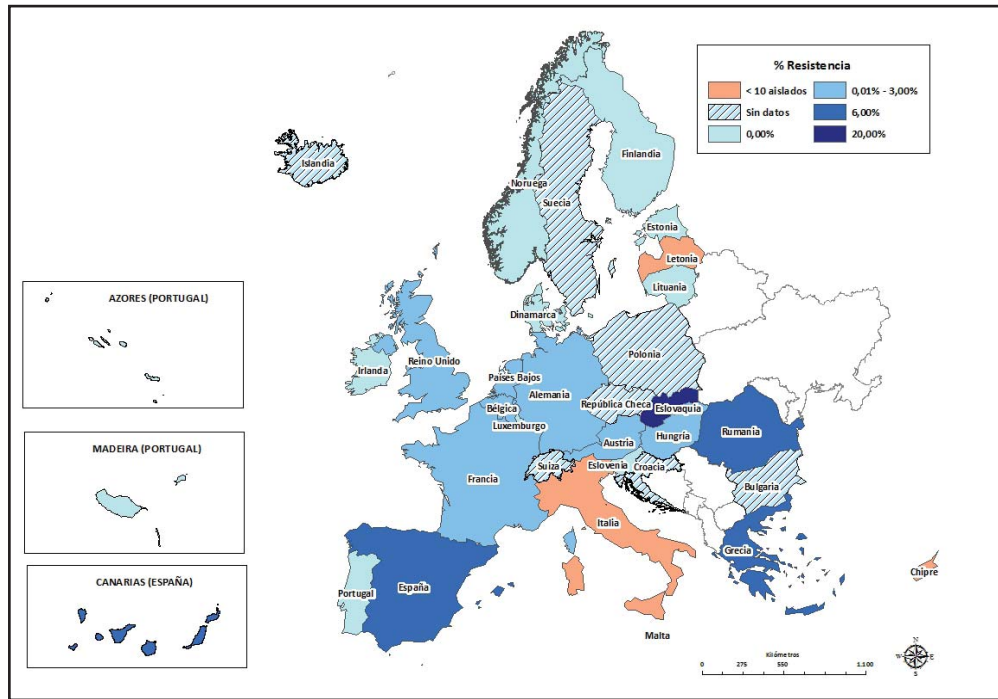 % Resistencia
< 10 aislados
Sin datos
0,00%
0,01% - 3,00%
6,00%
20,00%
Islandia
Finlandia
Noruega
Suecia
Estonia
Letonia
Lituania
Dinamarca
AZORES (PORTUGAL)
Irlanda
Reino Unido
Países Bajos
Polonia
Alemania
Bélgica
República Checa
Luxemburgo
Eslovaquia
MADEIRA (PORTUGAL)
Austria
Hungría
Rumanía
Suiza
Eslovenia
Croacia
Francia
Bulgaria
Italia
Grecia
CANARIAS (ESPAÑA)
Portugal
España
Chipre
Malta
Kilómetros
0 275 550 1.100
N
W E
S